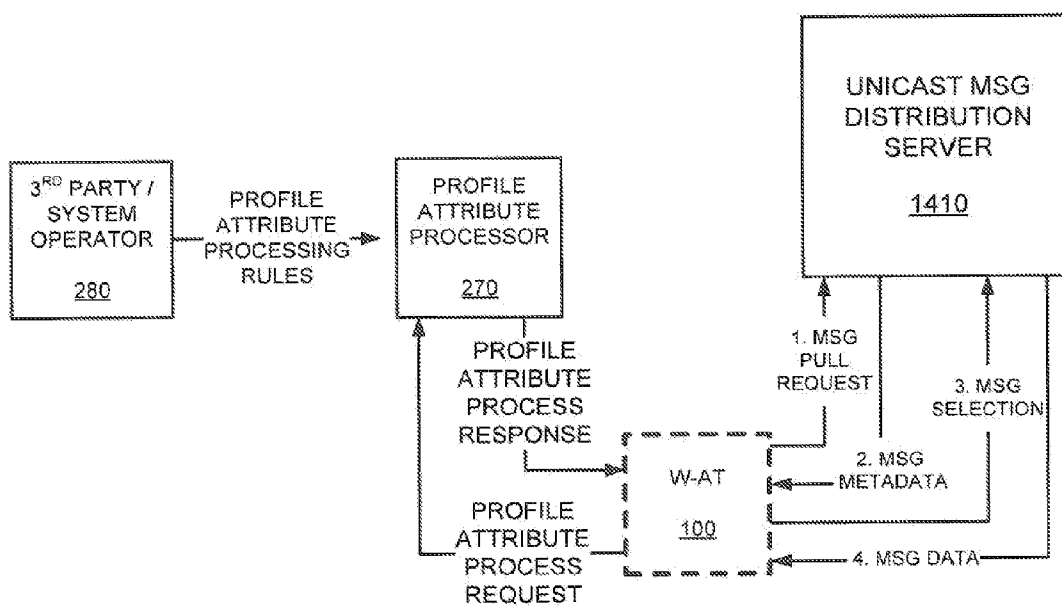 3RD PARTY /
SYSTEM
OPERATOR
280
PROFILE
ATTRIBUTE
PROCESSING
RULES
PROFILE
ATTRIBUTE
PROCESSOR
270
UNICAST MSG
DISTRIBUTION
SERVER
1410
PROFILE
ATTRIBUTE
PROCESS
RESPONSE
1. MSG
PULL
REQUEST
3. MSG
SELECTION
W-AT
100
2. MSG
METADATA
PROFILE
ATTRIBUTE
PROCESS
REQUEST
4. MSG DATA